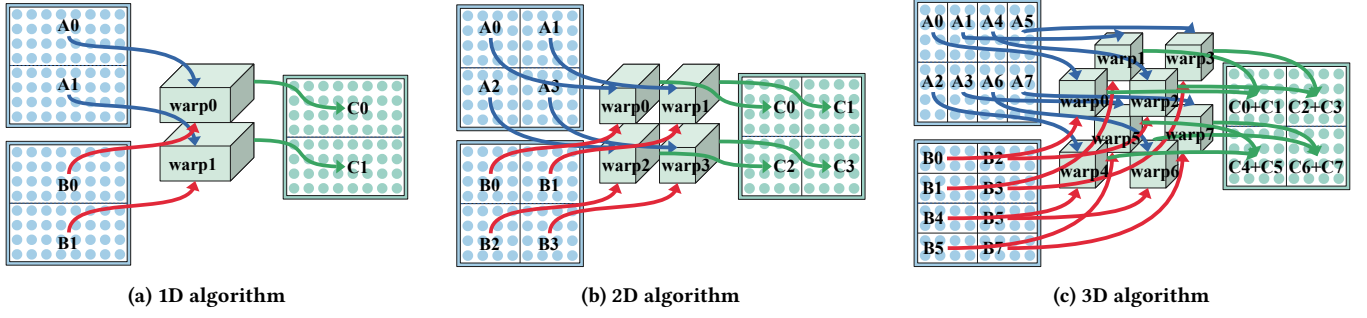 A0
A1
B0
B1
warp0
warp1
C0
C1
(a) 1D algorithm
A0 A1
A2 A3
B0 B1
B2 B3
warp0 warp1
warp2 warp3
C0 C1
C2 C3
(b) 2D algorithm
A0 A1 A4 A5
A2 A3 A6 A7
B0 B2
B1 B3
B4 B5
B5 B7
warp1 warp3
warp0 warp2
warp5 warp7
warp4 warp6
C0+C1 C2+C3
C4+C5 C6+C7
(c) 3D algorithm